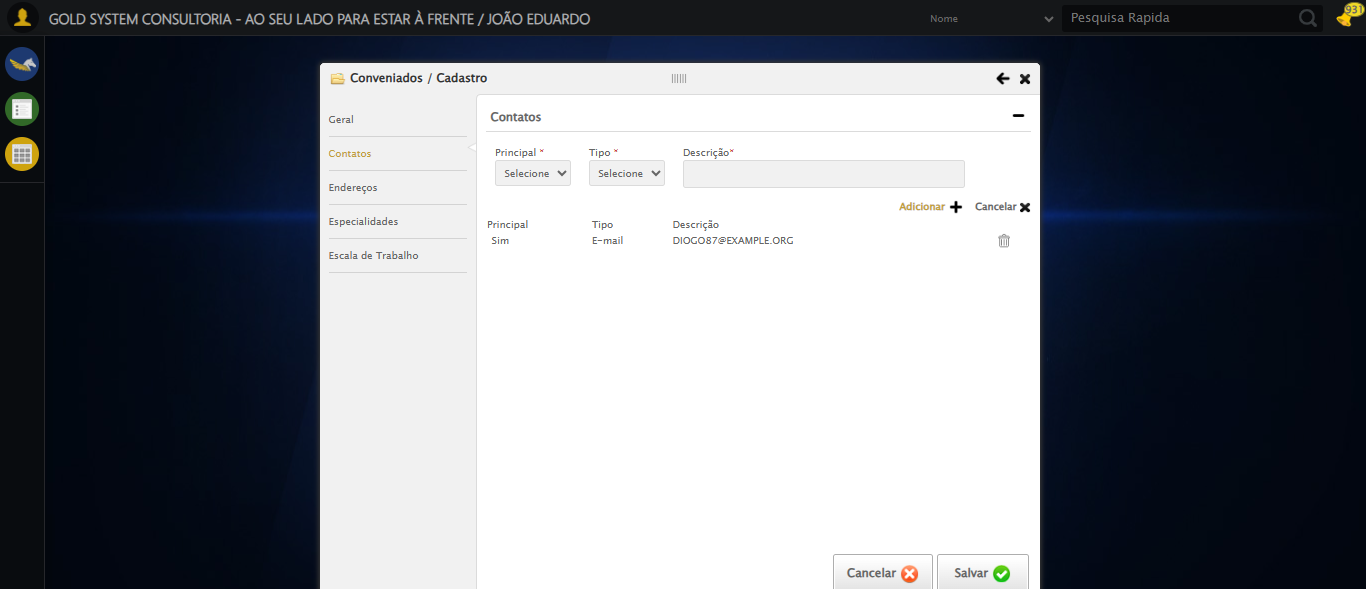 GOLD SYSTEM CONSULTORIA - AO SEU LADO PARA ESTAR À FRENTE / JOÃO EDUARDO
Nome
Pesquisa Rapida
931
Conveniados / Cadastro
Geral
Contatos
Endereços
Especialidades
Escala de Trabalho
Contatos
Principal * Tipo * Descrição*
Selecione Selecione
Adicionar Cancelar
Principal Tipo Descrição
Sim E-mail DIOGO87@EXAMPLE.ORG
Cancelar Salvar